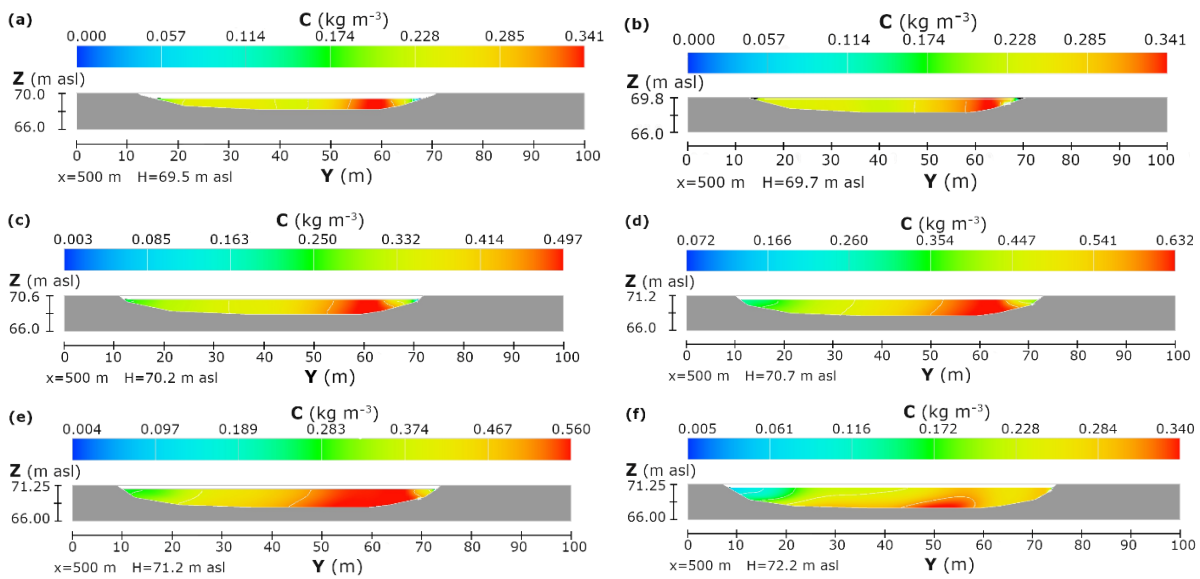 (a)
C (kg m⁻³)
0.000 0.057 0.114 0.174 0.228 0.285 0.341
Z (m asl)
70.0
66.0
0 10 20 30 40 50 60 70 80 90 100
x=500 m H=69.5 m asl Y (m)
(b)
C (kg m⁻³)
0.000 0.057 0.114 0.174 0.228 0.285 0.341
Z (m asl)
69.8
66.0
0 10 20 30 40 50 60 70 80 90 100
x=500 m H=69.7 m asl Y (m)
(c)
C (kg m⁻³)
0.003 0.085 0.163 0.250 0.332 0.414 0.497
Z (m asl)
70.6
66.0
0 10 20 30 40 50 60 70 80 90 100
x=500 m H=70.2 m asl Y (m)
(d)
C (kg m⁻³)
0.072 0.166 0.260 0.354 0.447 0.541 0.632
Z (m asl)
71.2
66.0
0 10 20 30 40 50 60 70 80 90 100
x=500 m H=70.7 m asl Y (m)
(e)
C (kg m⁻³)
0.004 0.097 0.189 0.283 0.374 0.467 0.560
Z (m asl)
71.25
66.00
0 10 20 30 40 50 60 70 80 90 100
x=500 m H=71.2 m asl Y (m)
(f)
C (kg m⁻³)
0.005 0.061 0.116 0.172 0.228 0.284 0.340
Z (m asl)
71.25
66.00
0 10 20 30 40 50 60 70 80 90 100
x=500 m H=72.2 m asl Y (m)